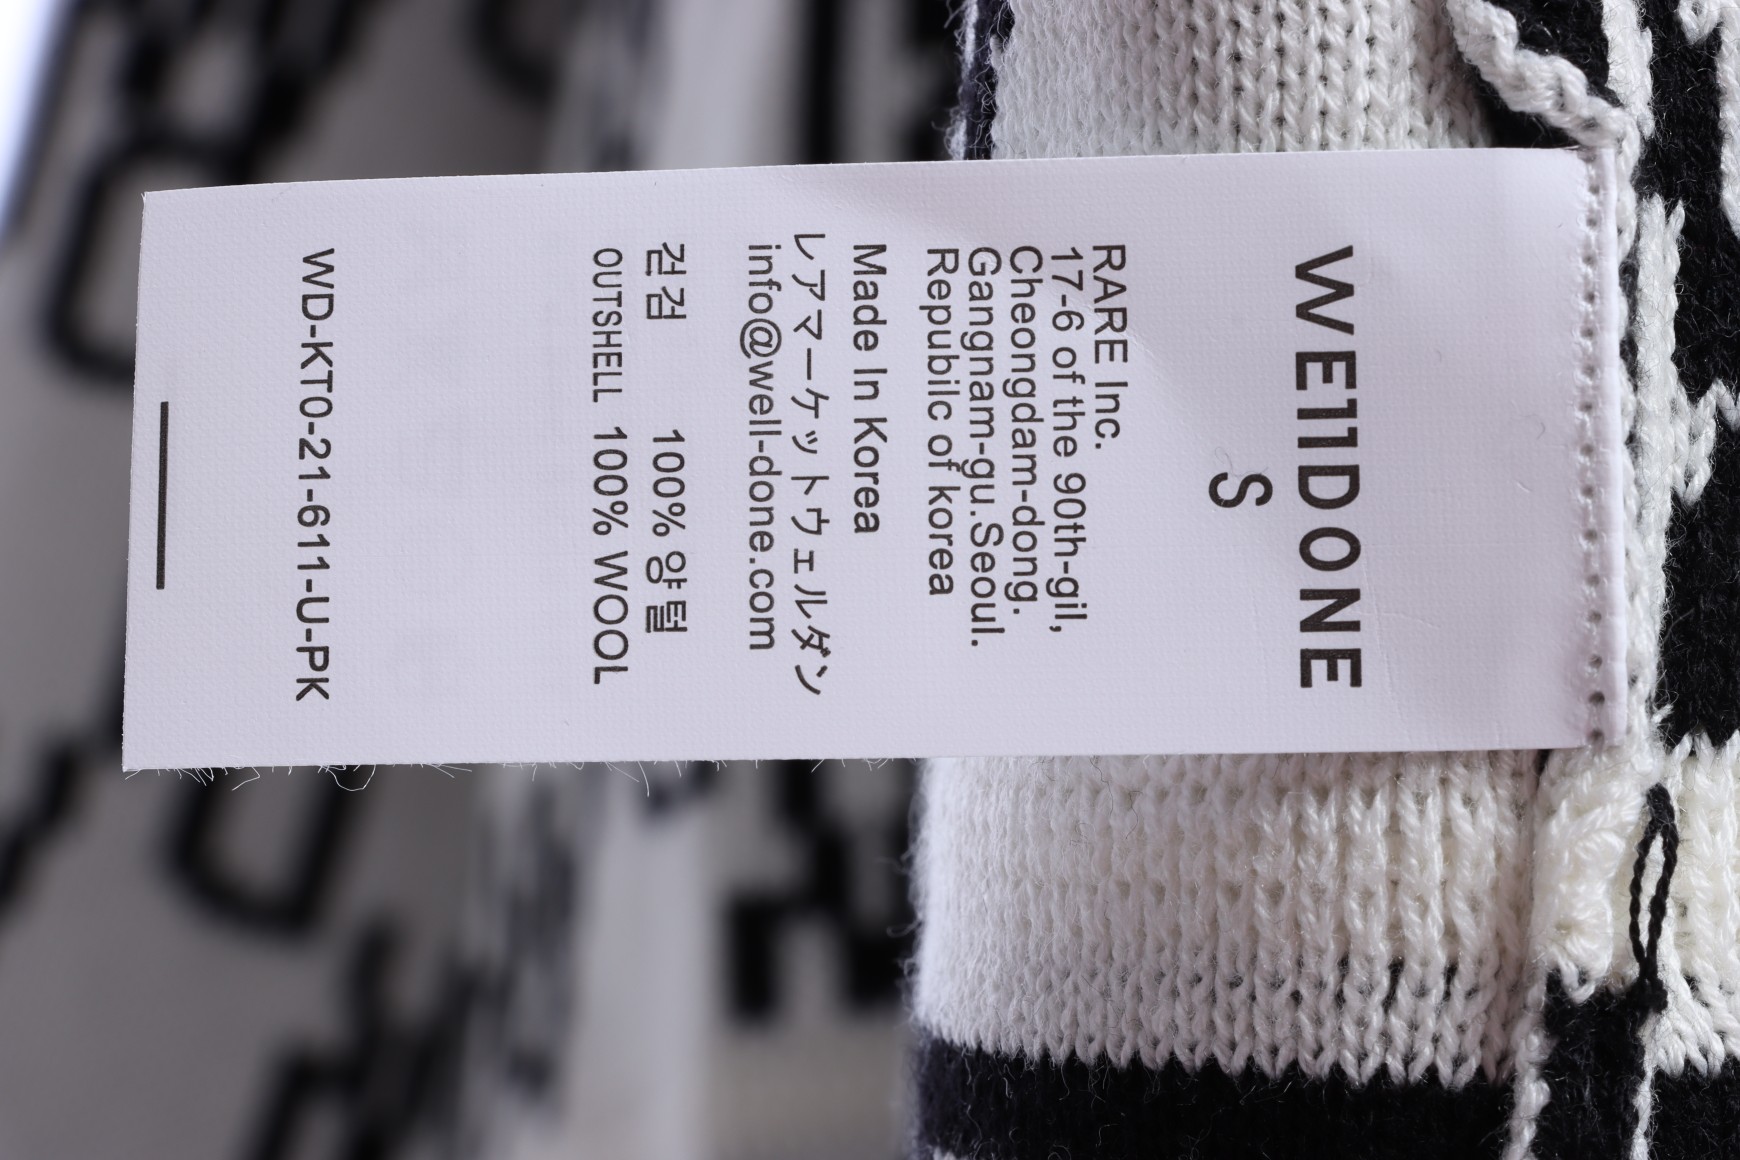 WE11DONE
S
RARE Inc.
17-6 of the 90th-gil,
Cheongdam-dong.
Gangnam-gu.Seoul.
Republic of korea
Made In Korea
レアマーケットウェルダン
info@well-done.com
겉감 100% 양털
OUTSHELL 100% WOOL
WD-KT0-21-611-U-PK